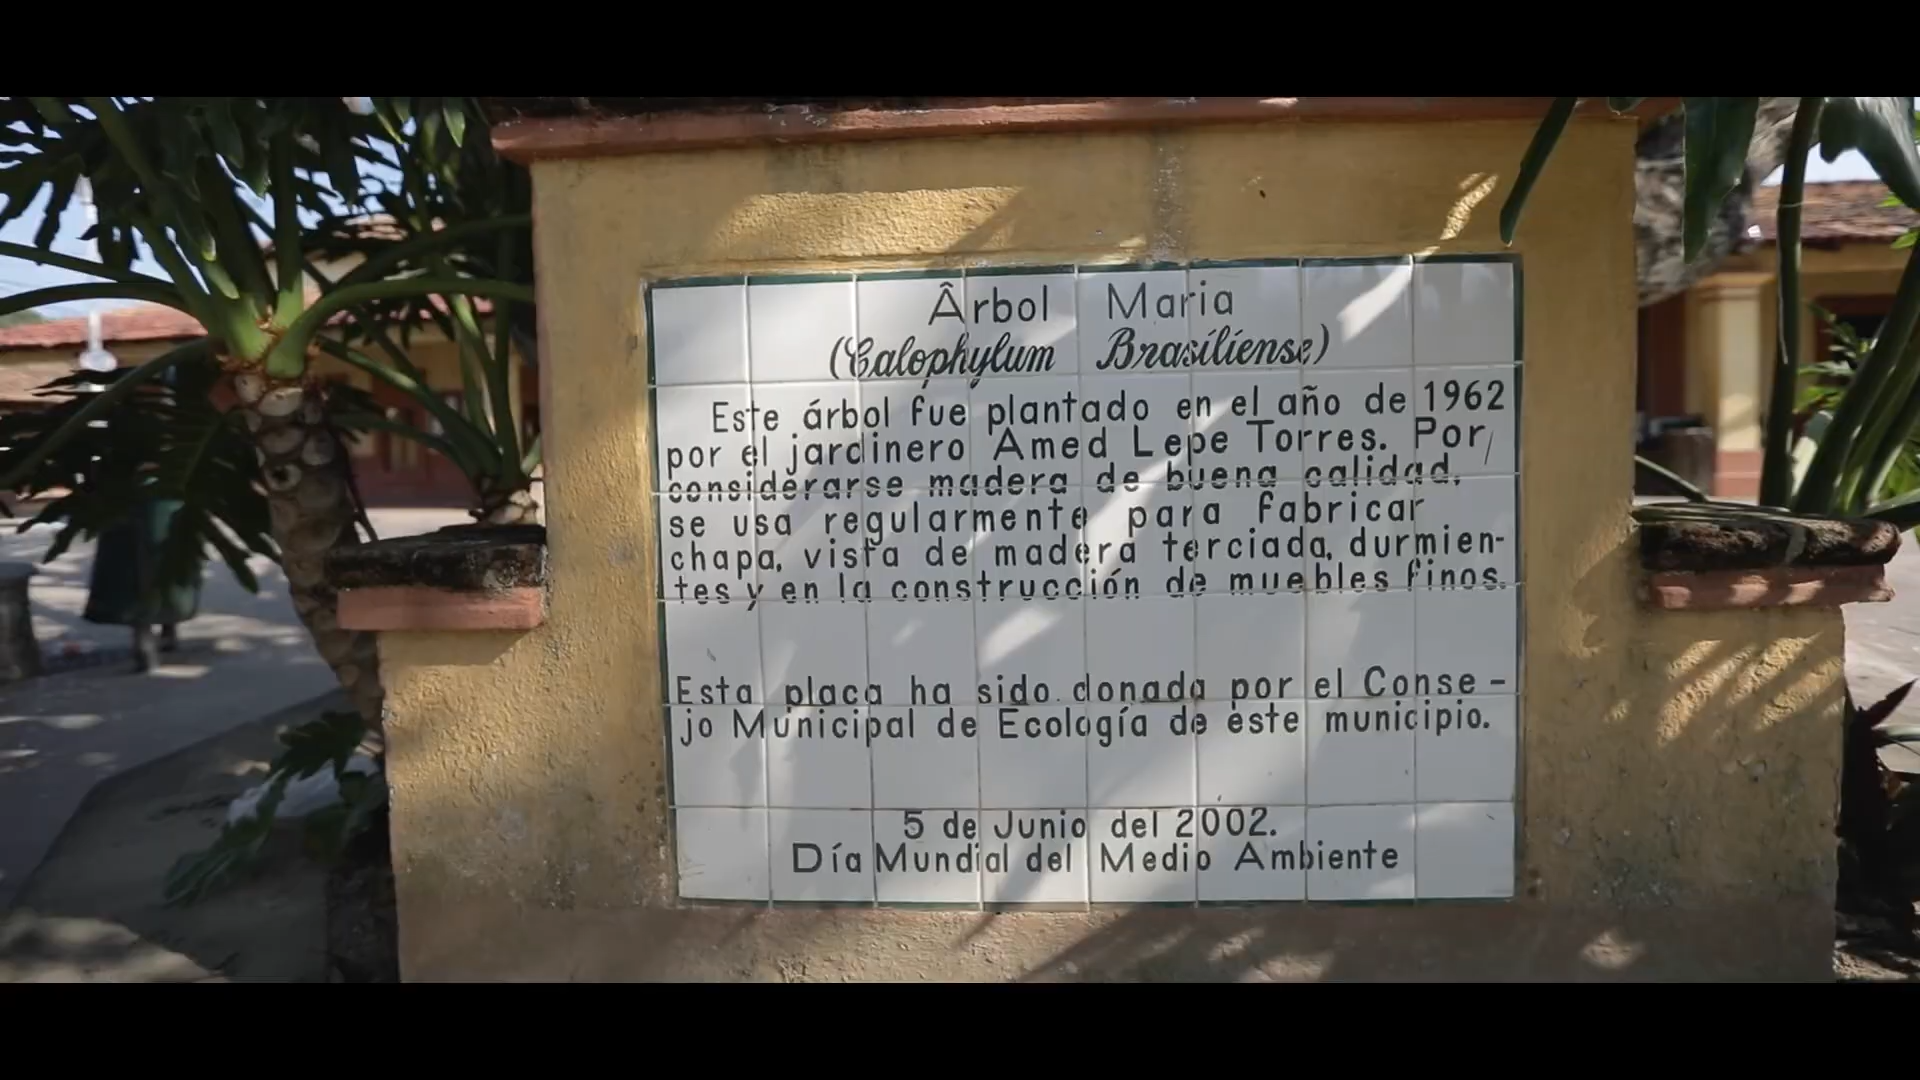 Ârbol Maria
(Calophylum Brasiliense)
Este árbol fue plantado en el año de 1962
por el jardinero Amed Lepe Torres. Por
considerarse madera de buena calidad,
se usa regularmente para fabricar
chapa, vista de madera terciada, durmien-
tes y en la construcción de muebles finos.
Esta placa ha sido donada por el Conse-
jo Municipal de Ecología de éste municipio.
5 de Junio del 2002.
Día Mundial del Medio Ambiente